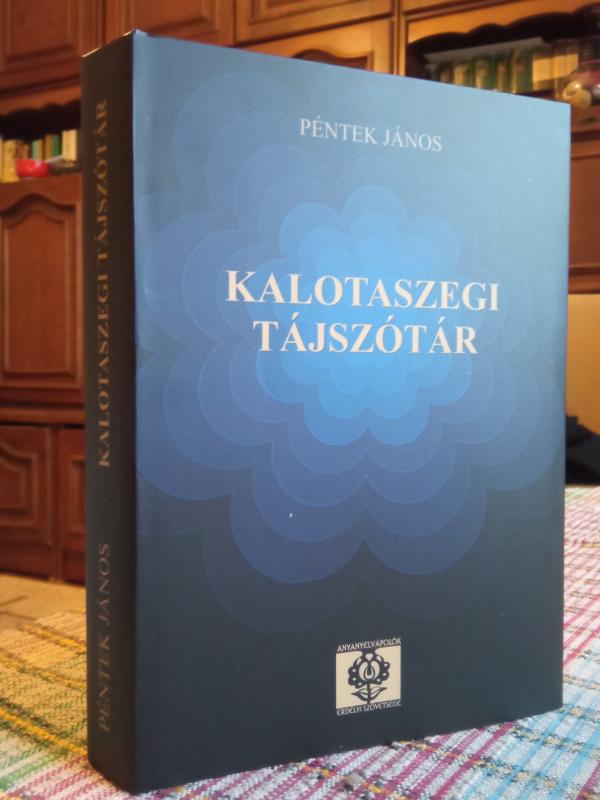 PÉNTEK JÁNOS
KALOTASZEGI
TÁJSZÓTÁR
ANYANYELVÁPOLÓK
ERDÉLYI SZÖVETSÉGE
PÉNTEK JÁNOS KALOTASZEGI TÁJSZÓTÁR